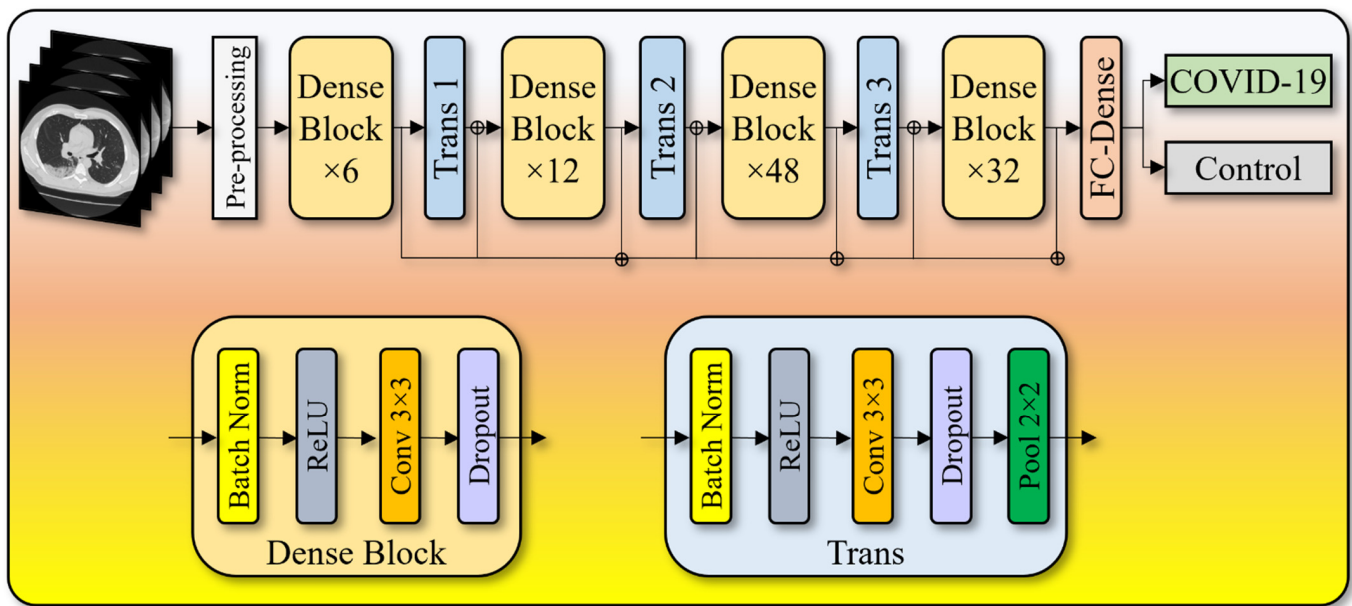 Pre-processing
Dense
Block
×6
Trans 1
Dense
Block
×12
Trans 2
Dense
Block
×48
Trans 3
Dense
Block
×32
FC-Dense
COVID-19
Control
Batch Norm
ReLU
Conv 3×3
Dropout
Dense Block
Batch Norm
ReLU
Conv 3×3
Dropout
Pool 2×2
Trans